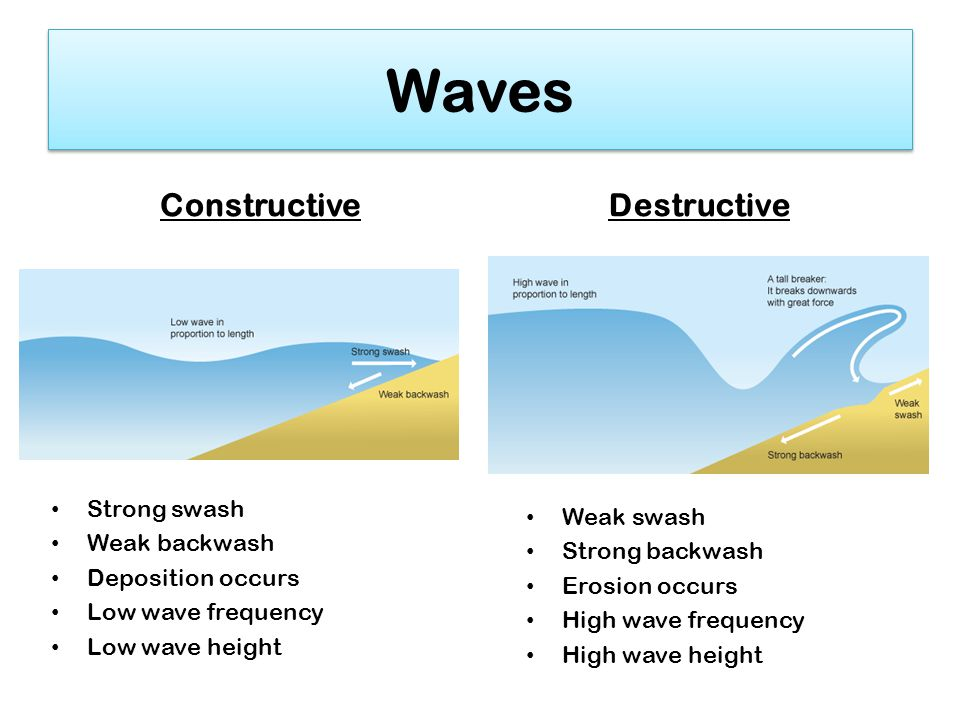 Waves
Constructive
Destructive
Low wave in
proportion to length
Strong swash
Weak backwash
High wave in
proportion to length
A tall breaker:
It breaks downwards
with great force
Weak
swash
Strong backwash
• Strong swash
• Weak backwash
• Deposition occurs
• Low wave frequency
• Low wave height
• Weak swash
• Strong backwash
• Erosion occurs
• High wave frequency
• High wave height